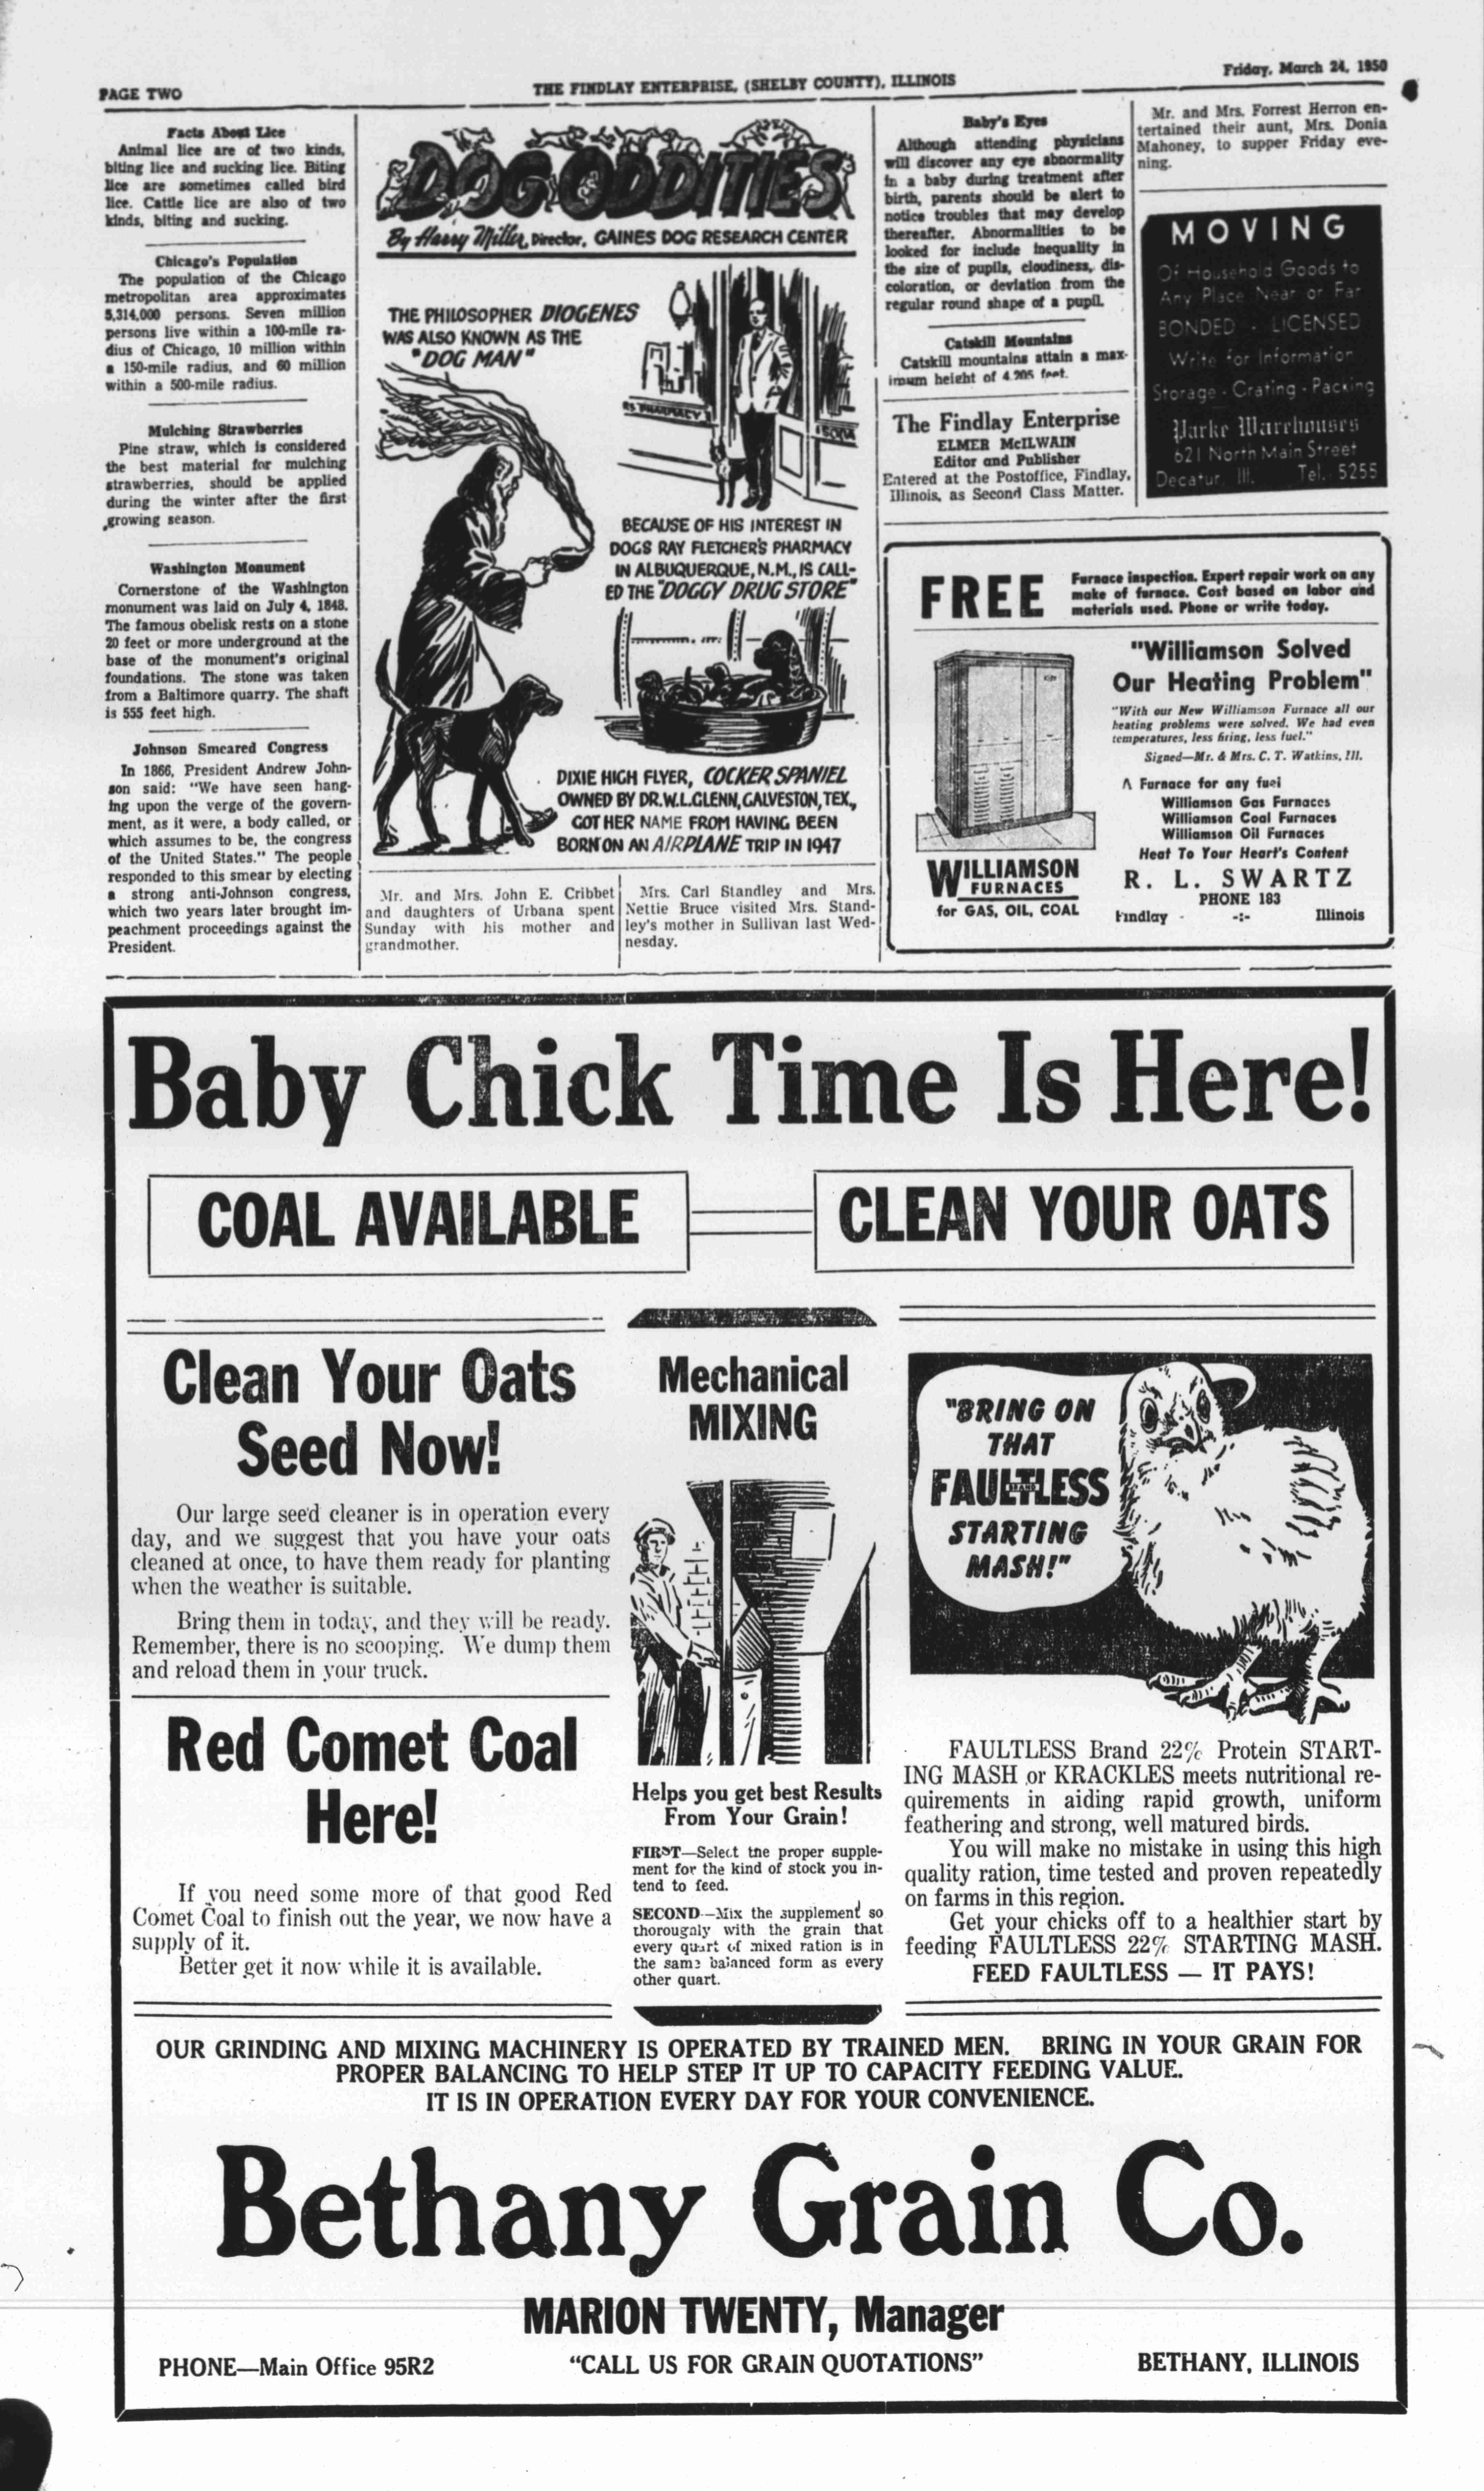 PAGE TWO
THE FINDLAY ENTERPRISE, (SHELBY COUNTY), ILLINOIS
Friday, March 24, 1950
Facts About Lice
Animal lice are of two kinds,
biting lice and sucking lice. Biting
lice are sometimes called bird
lice. Cattle lice are also of two
kinds, biting and sucking.
Chicago's Population
The population of the Chicago
metropolitan area approximates
5,314,000 persons. Seven million
persons live within a 100-mile ra-
dius of Chicago, 10 million within
a 150-mile radius, and 60 million
within a 500-mile radius.
Mulching Strawberries
Pine straw, which is considered
the best material for mulching
strawberries, should be applied
during the winter after the first
growing season.
Washington Monument
Cornerstone of the Washington
monument was laid on July 4, 1848.
The famous obelisk rests on a stone
20 feet or more underground at the
base of the monument's original
foundations. The stone was taken
from a Baltimore quarry. The shaft
is 555 feet high.
Johnson Smeared Congress
In 1866, President Andrew John-
son said: "We have seen hang-
ing upon the verge of the govern-
ment, as it were, a body called, or
which assumes to be, the congress
of the United States." The people
responded to this smear by electing
a strong anti-Johnson congress,
which two years later brought im-
peachment proceedings against the
President.
DOG ODDITIES
By Harry Miller, Director, GAINES DOG RESEARCH CENTER
THE PHILOSOPHER DIOGENES
WAS ALSO KNOWN AS THE
"DOG MAN"
RS PHARMACY
SODA
BECAUSE OF HIS INTEREST IN
DOGS RAY FLETCHER'S PHARMACY
IN ALBUQUERQUE, N.M., IS CALL-
ED THE "DOGGY DRUG STORE"
DIXIE HIGH FLYER, COCKER SPANIEL
OWNED BY DR. W.L. GLENN, GALVESTON, TEX.,
GOT HER NAME FROM HAVING BEEN
BORN ON AN AIRPLANE TRIP IN 1947
Mr. and Mrs. John E. Cribbet
and daughters of Urbana spent
Sunday with his mother and
grandmother.
Mrs. Carl Standley and Mrs.
Nettie Bruce visited Mrs. Stand-
ley's mother in Sullivan last Wed-
nesday.
Baby's Eyes
Although attending physicians
will discover any eye abnormality
in a baby during treatment after
birth, parents should be alert to
notice troubles that may develop
thereafter. Abnormalities to be
looked for include inequality in
the size of pupils, cloudiness, dis-
coloration, or deviation from the
regular round shape of a pupil.
Catskill Mountains
Catskill mountains attain a max-
imum height of 4,205 feet.
The Findlay Enterprise
ELMER McILWAIN
Editor and Publisher
Entered at the Postoffice, Findlay,
Illinois, as Second Class Matter.
Mr. and Mrs. Forrest Herron en-
tertained their aunt, Mrs. Donia
Mahoney, to supper Friday eve-
ning.
MOVING
Of Household Goods to
Any Place Near or Far
BONDED - LICENSED
Write for Information
Storage - Crating - Packing
Parke Warehouses
621 North Main Street
Decatur, Ill. Tel. 5255
FREE
Furnace inspection. Expert repair work on any
make of furnace. Cost based on labor and
materials used. Phone or write today.
"Williamson Solved
Our Heating Problem"
"With our New Williamson Furnace all our
heating problems were solved. We had even
temperatures, less firing, less fuel."
Signed—Mr. & Mrs. C. T. Watkins, Ill.
A Furnace for any fuel
Williamson Gas Furnaces
Williamson Coal Furnaces
Williamson Oil Furnaces
Heat To Your Heart's Content
WILLIAMSON
FURNACES
for GAS, OIL, COAL
R. L. SWARTZ
PHONE 183
Findlay -:- Illinois
Baby Chick Time Is Here!
COAL AVAILABLE
CLEAN YOUR OATS
Clean Your Oats
Seed Now!
Our large seed cleaner is in operation every
day, and we suggest that you have your oats
cleaned at once, to have them ready for planting
when the weather is suitable.
Bring them in today, and they will be ready.
Remember, there is no scooping. We dump them
and reload them in your truck.
Red Comet Coal
Here!
If you need some more of that good Red
Comet Coal to finish out the year, we now have a
supply of it.
Better get it now while it is available.
Mechanical
MIXING
Helps you get best Results
From Your Grain!
FIRST—Select the proper supple-
ment for the kind of stock you in-
tend to feed.
SECOND—Mix the supplement so
thoroughly with the grain that
every quart of mixed ration is in
the same balanced form as every
other quart.
"BRING ON
THAT
FAULTLESS
BRAND
STARTING
MASH!"
FAULTLESS Brand 22% Protein START-
ING MASH or KRACKLES meets nutritional re-
quirements in aiding rapid growth, uniform
feathering and strong, well matured birds.
You will make no mistake in using this high
quality ration, time tested and proven repeatedly
on farms in this region.
Get your chicks off to a healthier start by
feeding FAULTLESS 22% STARTING MASH.
FEED FAULTLESS — IT PAYS!
OUR GRINDING AND MIXING MACHINERY IS OPERATED BY TRAINED MEN. BRING IN YOUR GRAIN FOR
PROPER BALANCING TO HELP STEP IT UP TO CAPACITY FEEDING VALUE.
IT IS IN OPERATION EVERY DAY FOR YOUR CONVENIENCE.
Bethany Grain Co.
MARION TWENTY, Manager
PHONE—Main Office 95R2
"CALL US FOR GRAIN QUOTATIONS"
BETHANY, ILLINOIS